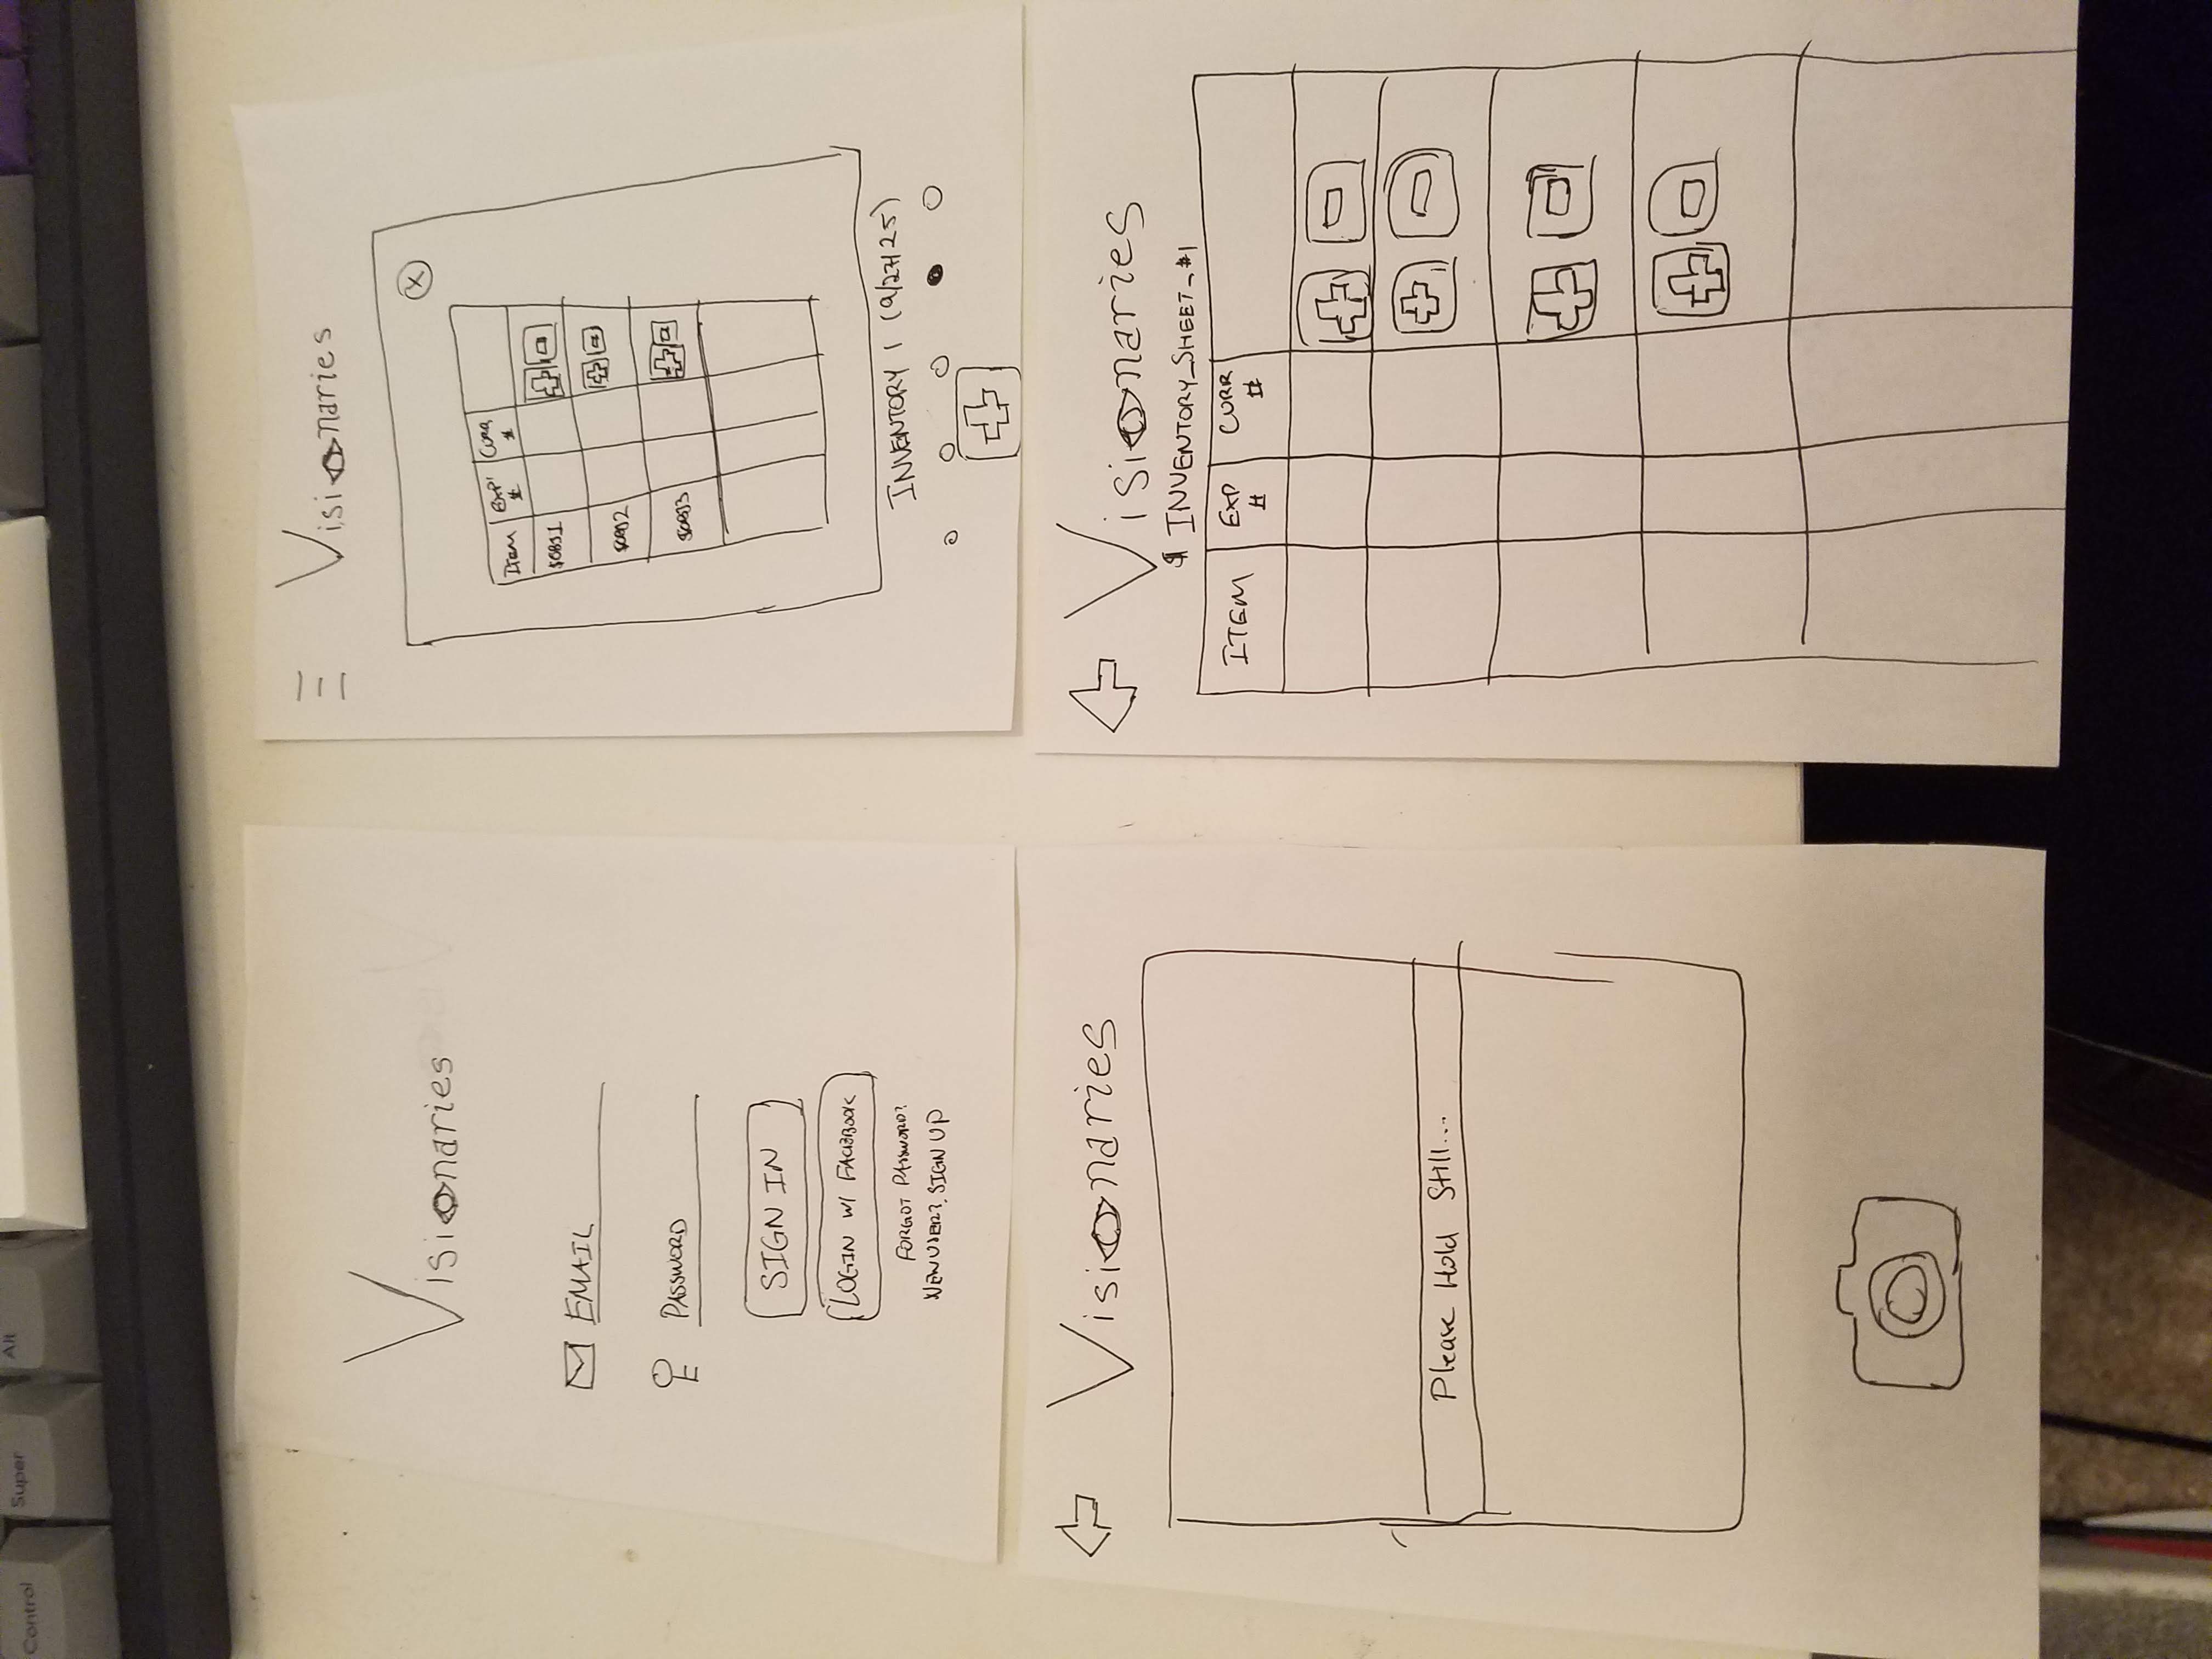 Control
Super
Alt
Visionaries
EMAIL
PASSWORD
SIGN IN
LOGIN W/ FACEBOOK
FORGOT PASSWORD?
NEW USER? SIGN UP
Visionaries
X
ITEM EXP # CURR #
$OBJ1
$OBJ2
$OBJ3
INVENTORY 1 (9/27/25)
Visionaries
Please Hold Still...
Visionaries
$ INVENTORY_SHEET_#1
ITEM EXP # CURR #